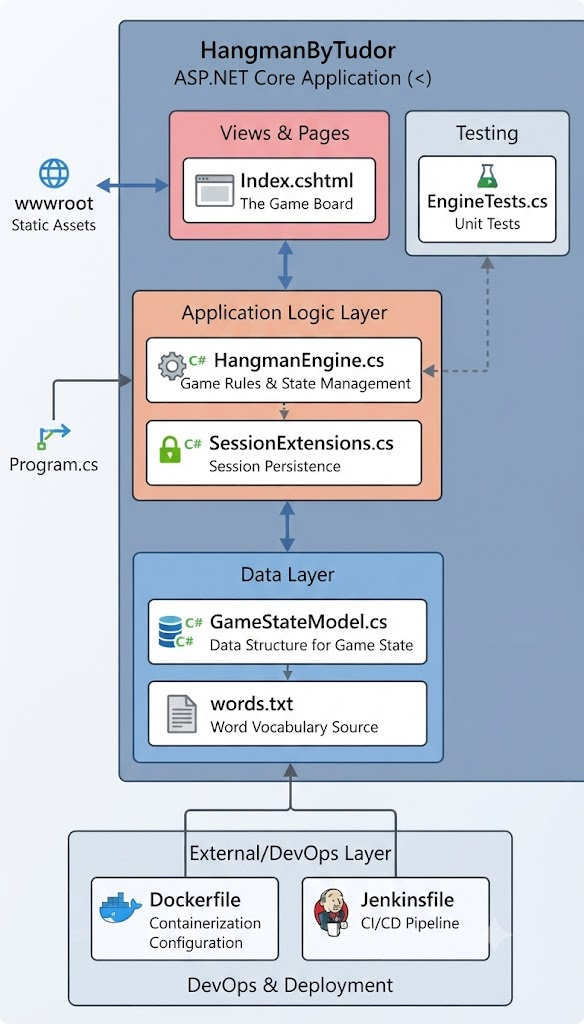 HangmanByTudor
ASP.NET Core Application (<)
Views & Pages
Index.cshtml
The Game Board
Testing
EngineTests.cs
Unit Tests
wwwroot
Static Assets
Application Logic Layer
C# HangmanEngine.cs
Game Rules & State Management
C# SessionExtensions.cs
Session Persistence
Program.cs
Data Layer
C# GameStateModel.cs
C#
Data Structure for Game State
words.txt
Word Vocabulary Source
External/DevOps Layer
Dockerfile
Containerization
Configuration
Jenkinsfile
CI/CD Pipeline
DevOps & Deployment